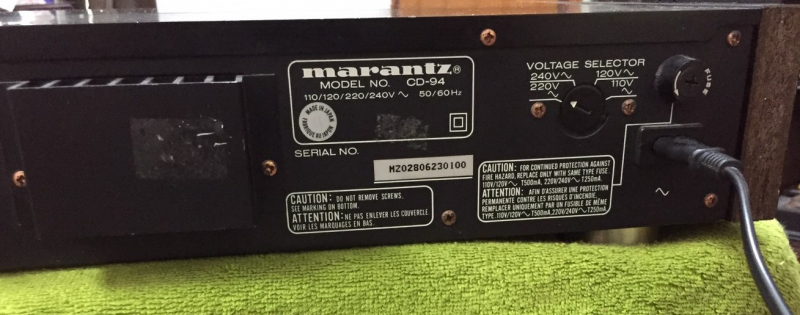 marantz®
MODEL NO. CD-94
110/120/220/240V ~ 50/60Hz
MADE IN JAPAN
FABRIQUÉ AU JAPON
SERIAL NO.
MZ02806230100
CAUTION: DO NOT REMOVE SCREWS.
SEE MARKING ON BOTTOM.
ATTENTION: NE PAS ENLEVER LES COUVERCLE
VOIR LES MARQUAGES EN BAS.
VOLTAGE SELECTOR
240V~ 120V~
220V~ 110V~
FUSE
CAUTION: FOR CONTINUED PROTECTION AGAINST
FIRE HAZARD, REPLACE ONLY WITH SAME TYPE FUSE.
110V/120V~ T500mA, 220V/240V~ T250mA.
ATTENTION: AFIN D'ASSURER UNE PROTECTION
PERMANENTE CONTRE LES RISQUES D'INCENDIE,
REMPLACER UNIQUEMENT PAR UN FUSIBLE DE MÊME
TYPE. 110V/120V~ T500mA, 220V/240V~ T250mA.
~